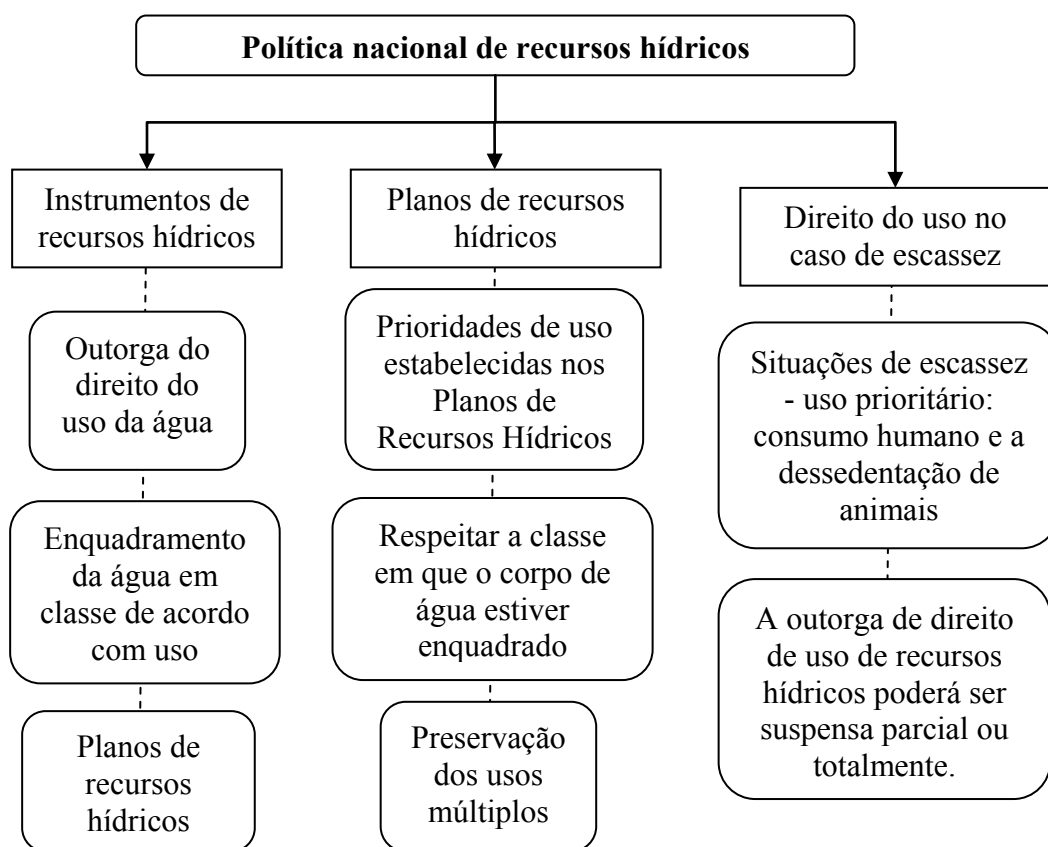 Política nacional de recursos hídricos
Instrumentos de
recursos hídricos
Outorga do
direito do
uso da água
Enquadramento
da água em
classe de acordo
com uso
Planos de
recursos
hídricos
Planos de recursos
hídricos
Prioridades de uso
estabelecidas nos
Planos de
Recursos Hídricos
Respeitar a classe
em que o corpo de
água estiver
enquadrado
Preservação
dos usos
múltiplos
Direito do uso no
caso de escassez
Situações de escassez
- uso prioritário:
consumo humano e a
dessedentação de
animais
A outorga de direito
de uso de recursos
hídricos poderá ser
suspensa parcial ou
totalmente.